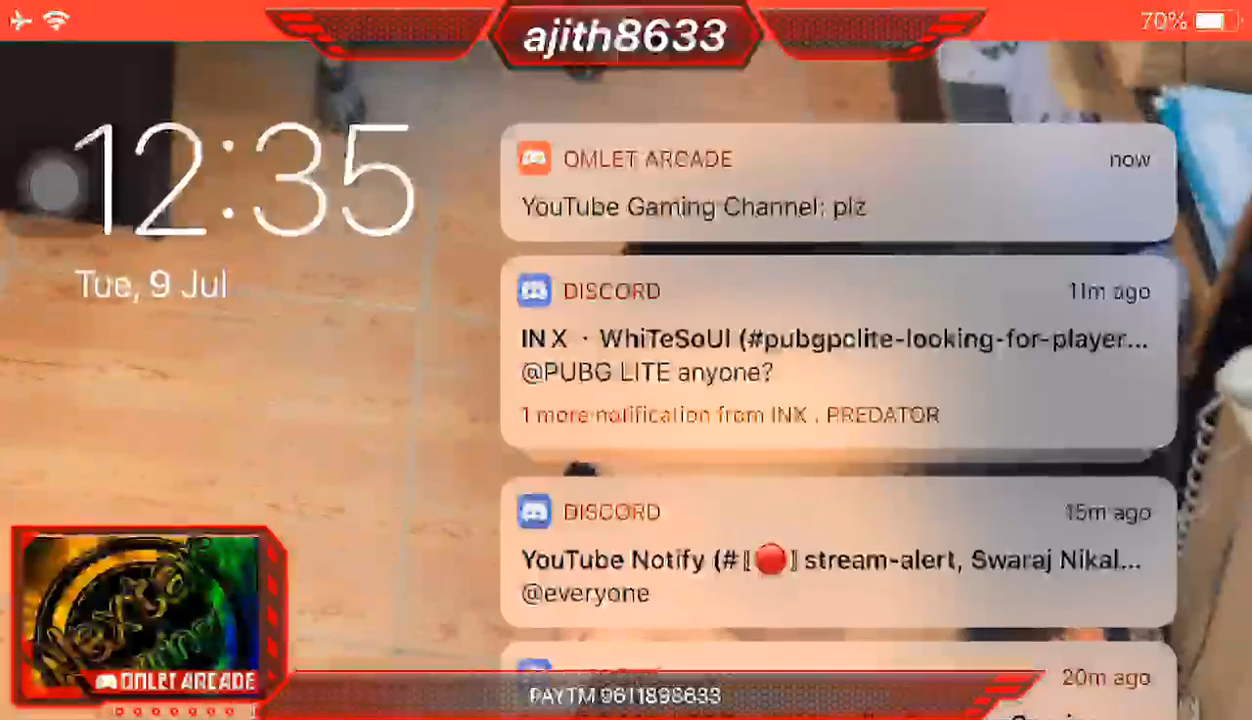 70%
ajith8633
12:35
Tue, 9 Jul
OMLET ARCADE
now
YouTube Gaming Channel: plz
DISCORD
11m ago
INX · WhiTeSoUl (#pubgpclite-looking-for-player...
@PUBG LITE anyone?
1 more notification from INX . PREDATOR
DISCORD
15m ago
YouTube Notify (#[🔴] stream-alert, Swaraj Nikal...
@everyone
20m ago
OMLET ARCADE
PAYTM 9611898633